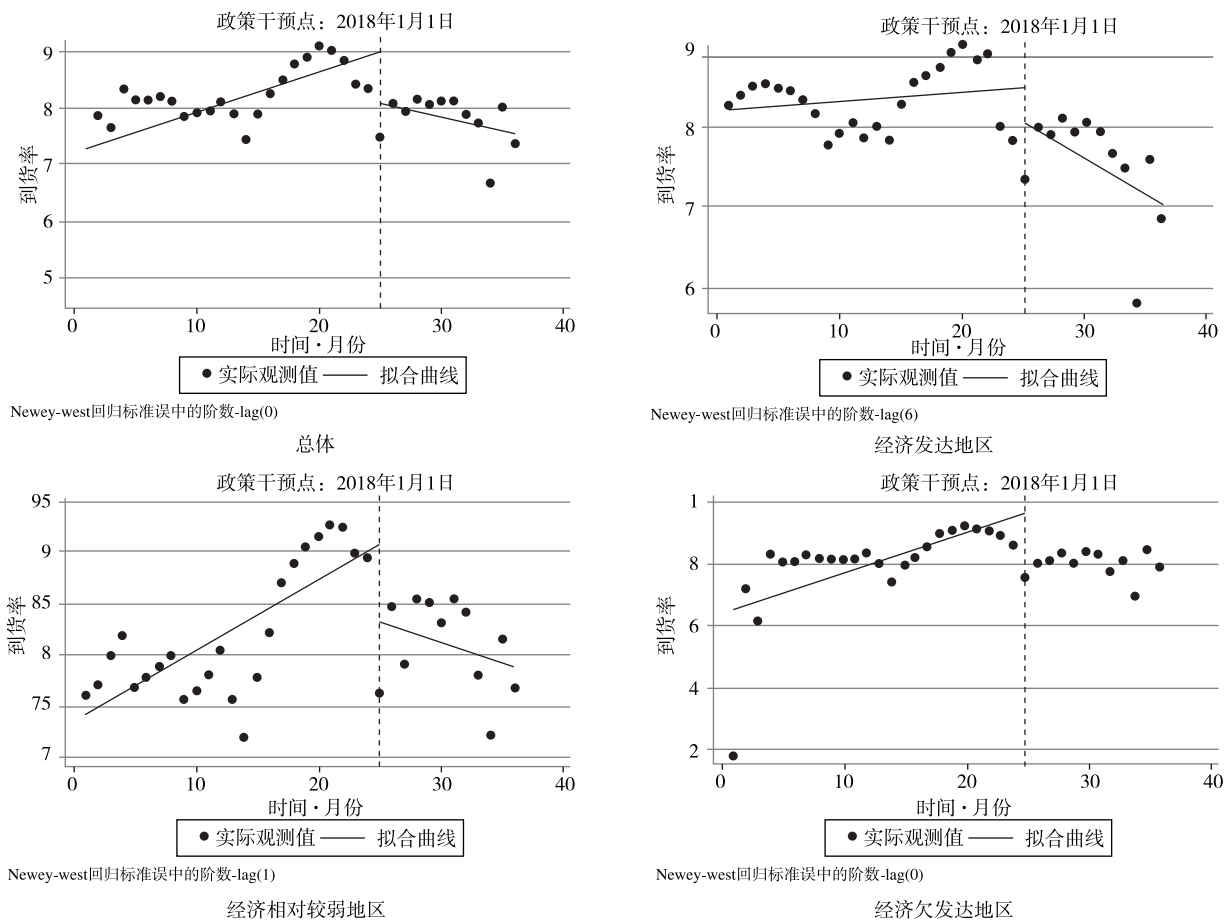 政策干预点：2018年1月1日
9
8
7
6
5
到货率
0 10 20 30 40
时间·月份
实际观测值 拟合曲线
Newey-west回归标准误中的阶数-lag(0)
总体
政策干预点：2018年1月1日
9
8
7
6
到货率
0 10 20 30 40
时间·月份
实际观测值 拟合曲线
Newey-west回归标准误中的阶数-lag(6)
经济发达地区
政策干预点：2018年1月1日
95
9
85
8
75
7
到货率
0 10 20 30 40
时间·月份
实际观测值 拟合曲线
Newey-west回归标准误中的阶数-lag(1)
经济相对较弱地区
政策干预点：2018年1月1日
1
8
6
4
2
到货率
0 10 20 30 40
时间·月份
实际观测值 拟合曲线
Newey-west回归标准误中的阶数-lag(0)
经济欠发达地区